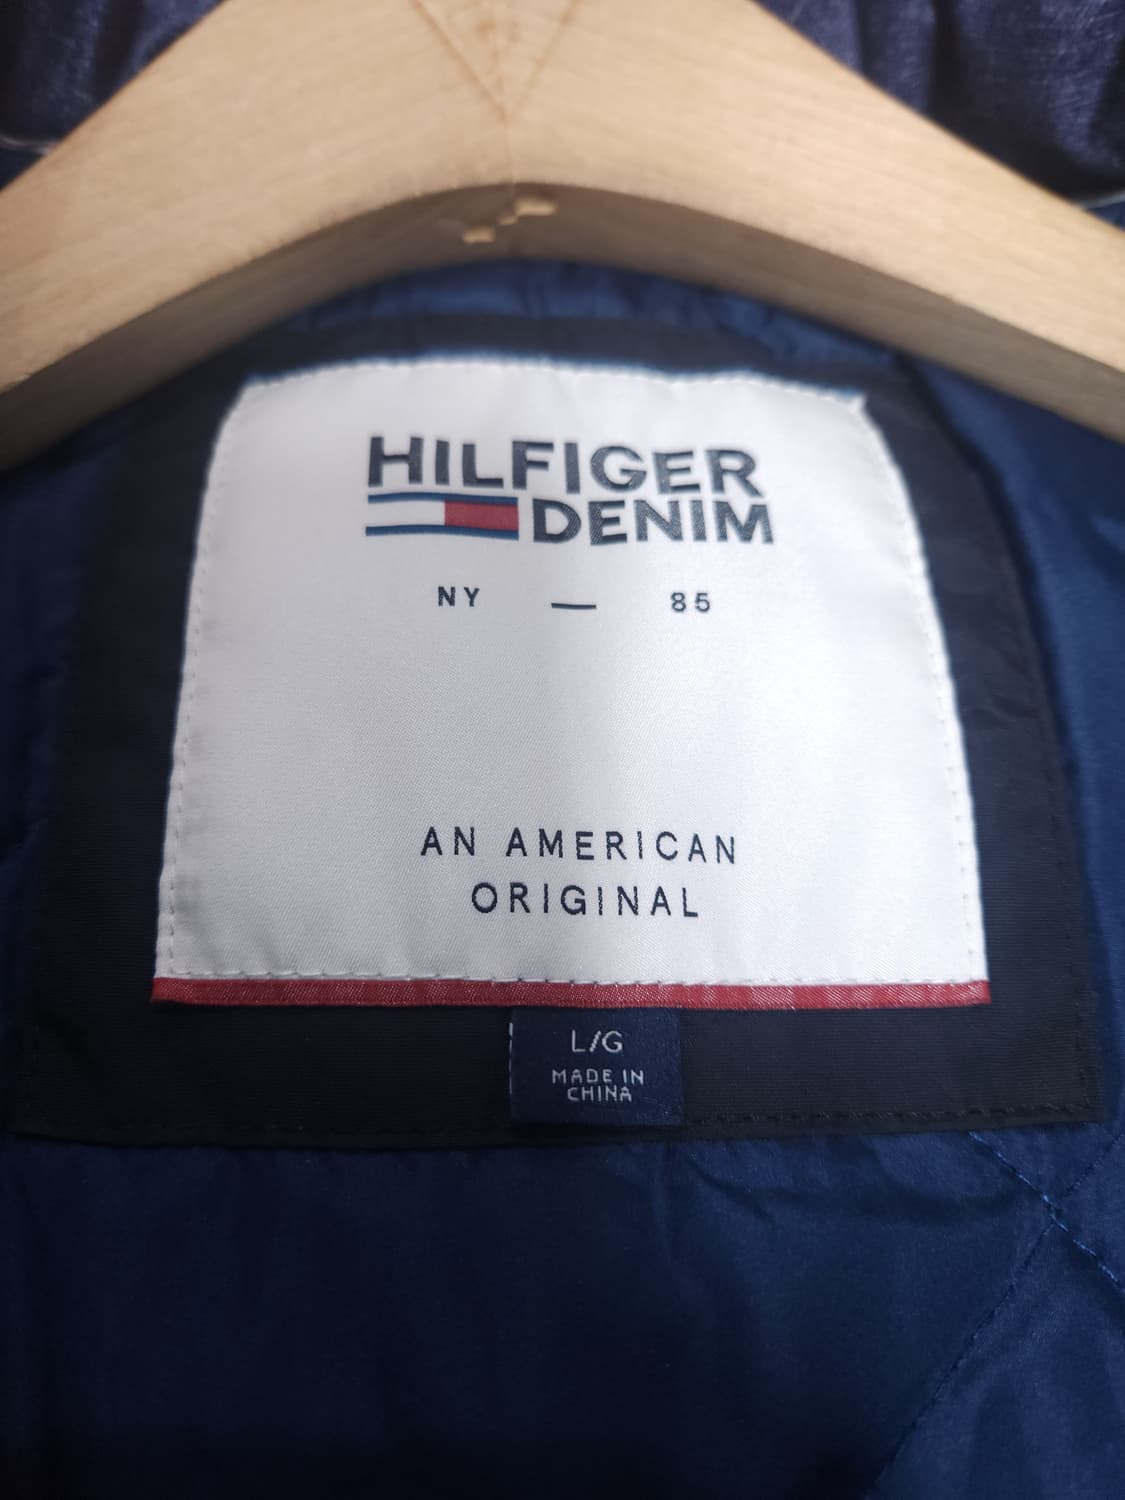 HILFIGER
DENIM
NY — 85
AN AMERICAN
ORIGINAL
L/G
MADE IN
CHINA